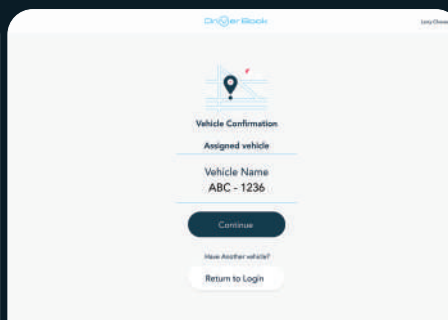 DriverBook
Vehicle Confirmation
Assigned vehicle
Vehicle Name
ABC - 1236
Continue
Have Another vehicle?
Return to Login